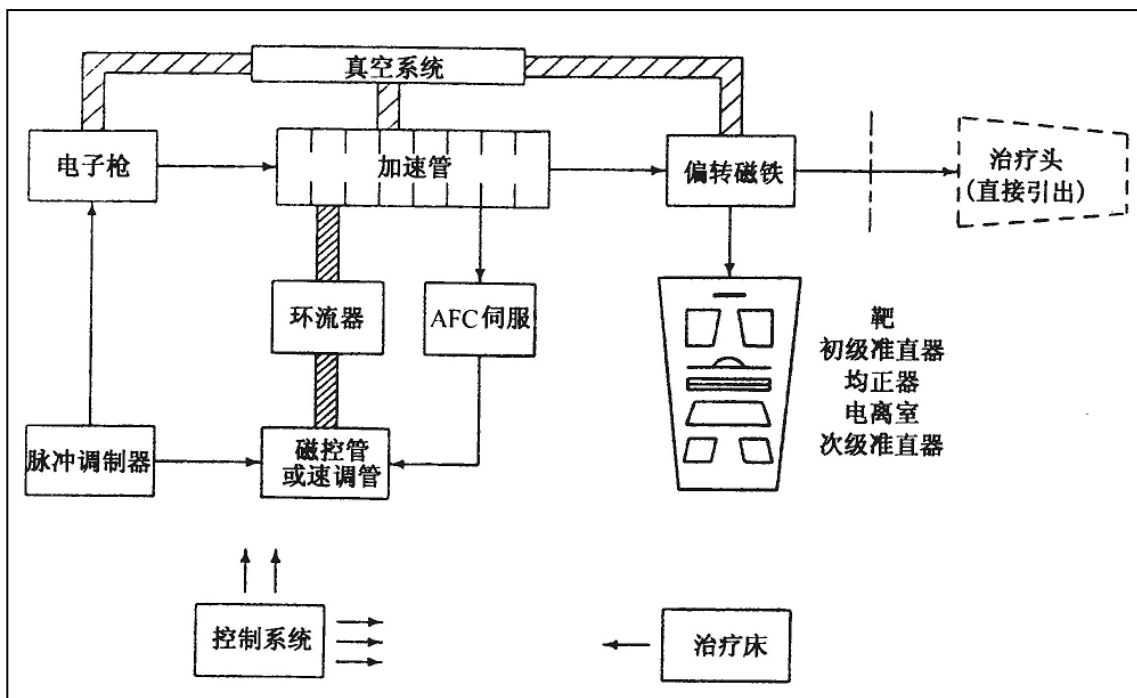 真空系统
电子枪
加速管
偏转磁铁
治疗头
(直接引出)
环流器
AFC伺服
靶
初级准直器
均正器
电离室
次级准直器
脉冲调制器
磁控管
或速调管
控制系统
治疗床